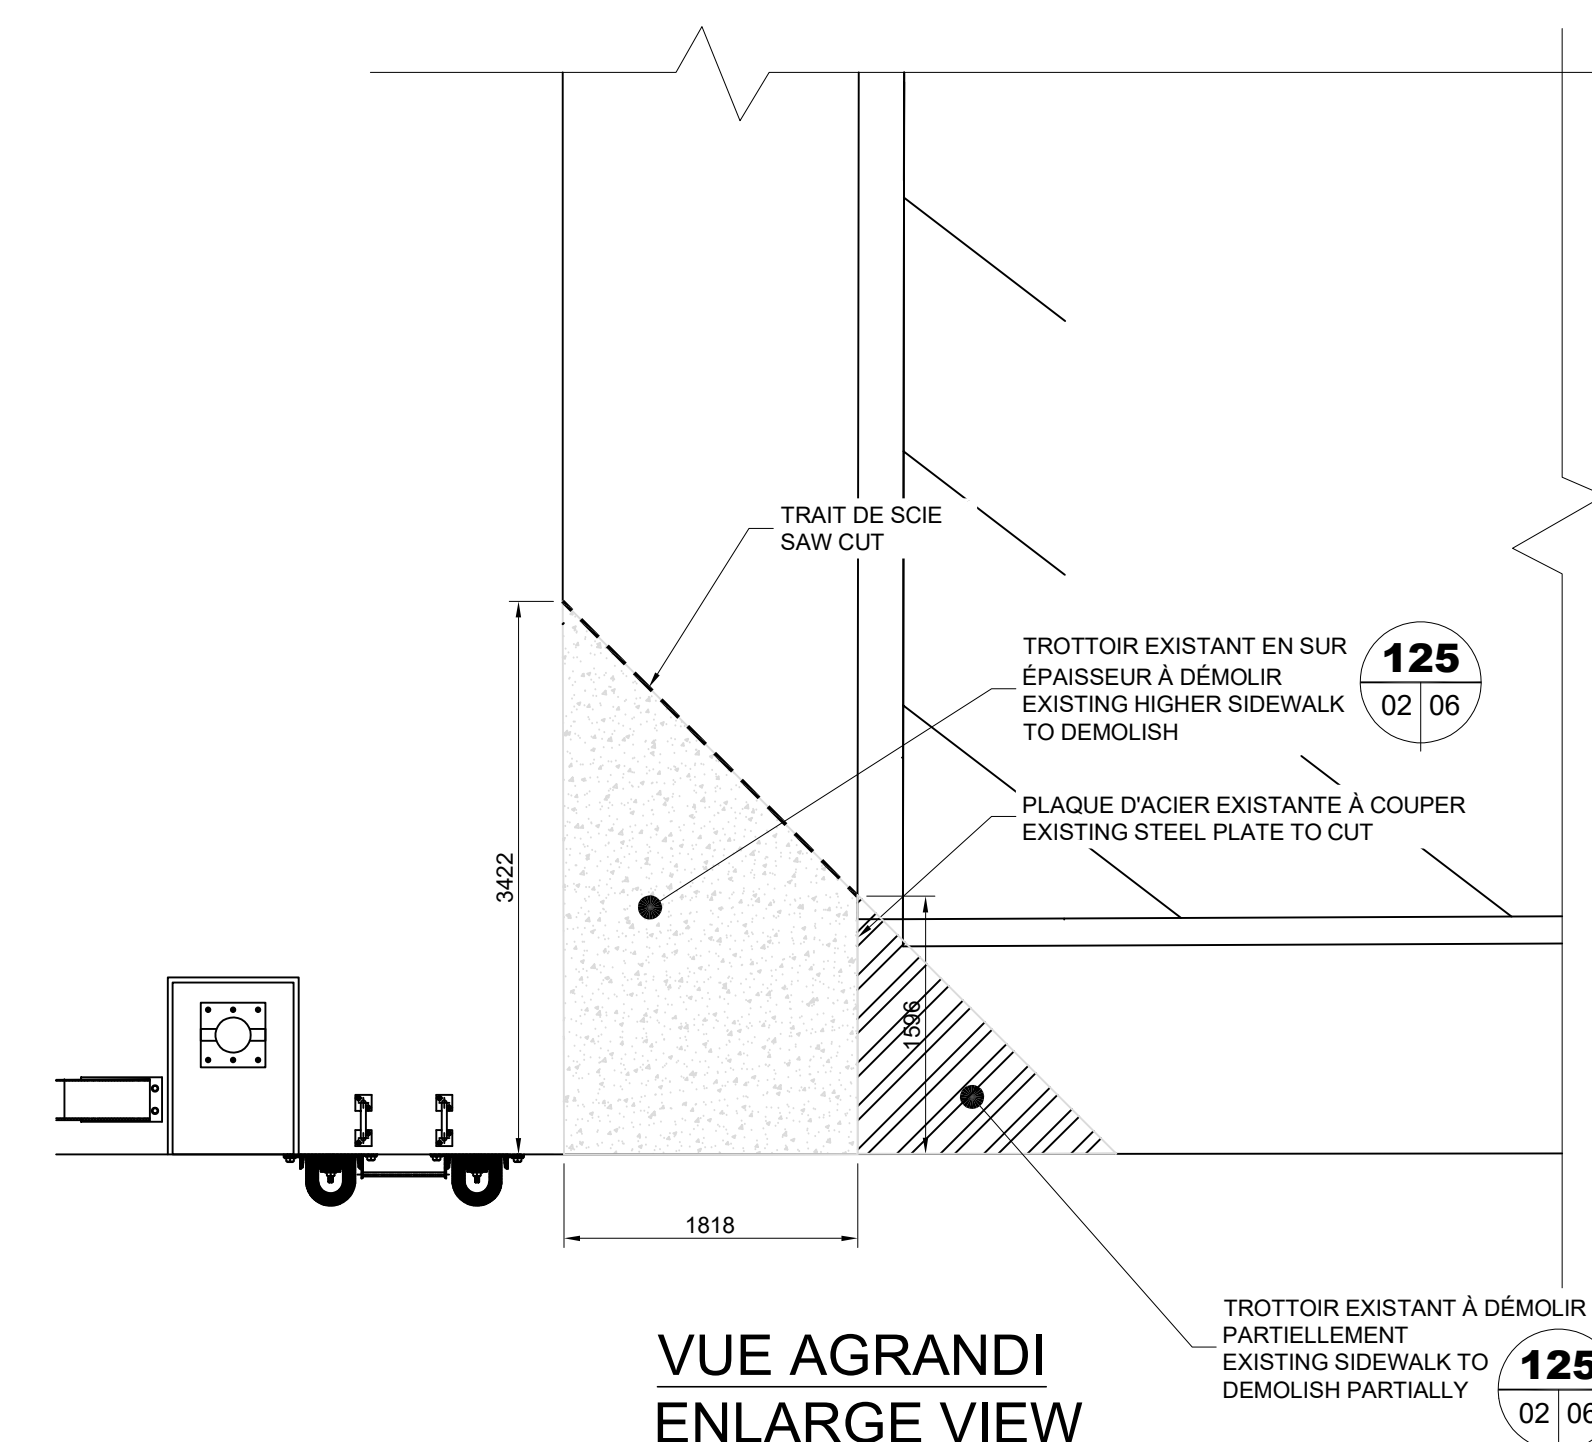 TRAIT DE SCIE
SAW CUT
TROTTOIR EXISTANT EN SUR
ÉPAISSEUR À DÉMOLIR
EXISTING HIGHER SIDEWALK
TO DEMOLISH
125
02 06
PLAQUE D'ACIER EXISTANTE À COUPER
EXISTING STEEL PLATE TO CUT
3422
1596
1818
TROTTOIR EXISTANT À DÉMOLIR
PARTIELLEMENT
EXISTING SIDEWALK TO
DEMOLISH PARTIALLY
125
02 06
VUE AGRANDI
ENLARGE VIEW